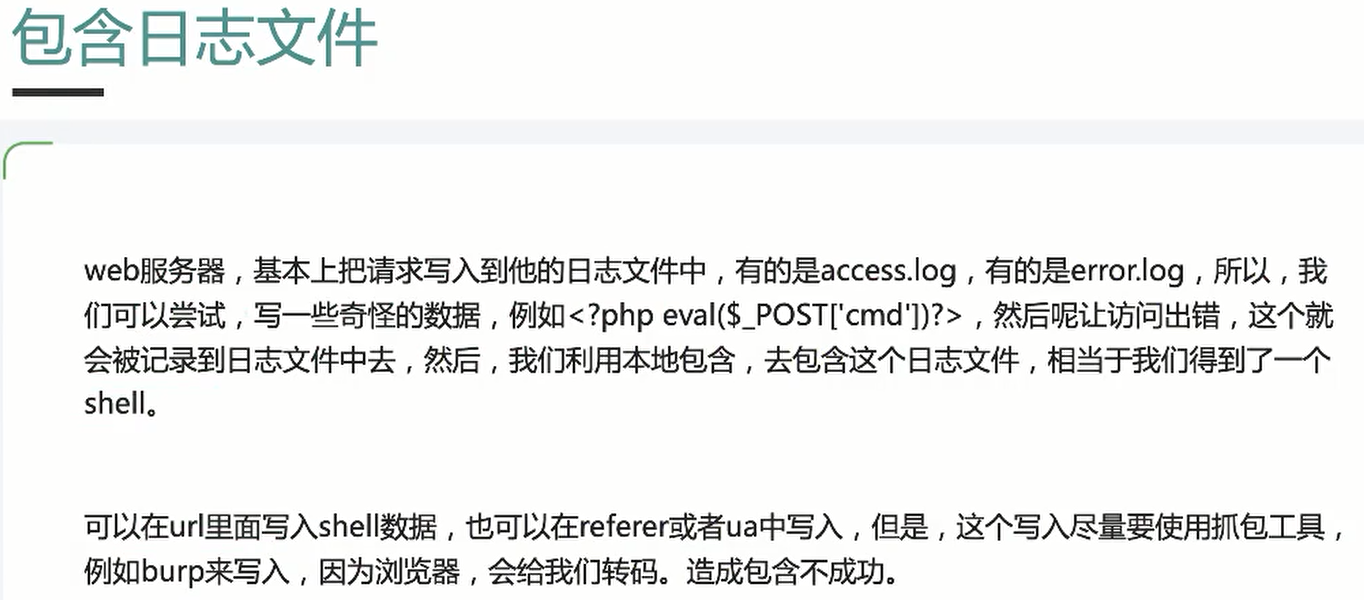 包含日志文件
web服务器，基本上把请求写入到他的日志文件中，有的是access.log，有的是error.log，所以，我
们可以尝试，写一些奇怪的数据，例如<?php eval($_POST['cmd'])?>，然后呢让访问出错，这个就
会被记录到日志文件中去，然后，我们利用本地包含，去包含这个日志文件，相当于我们得到了一个
shell。
可以在url里面写入shell数据，也可以在referer或者ua中写入，但是，这个写入尽量要使用抓包工具，
例如burp来写入，因为浏览器，会给我们转码。造成包含不成功。